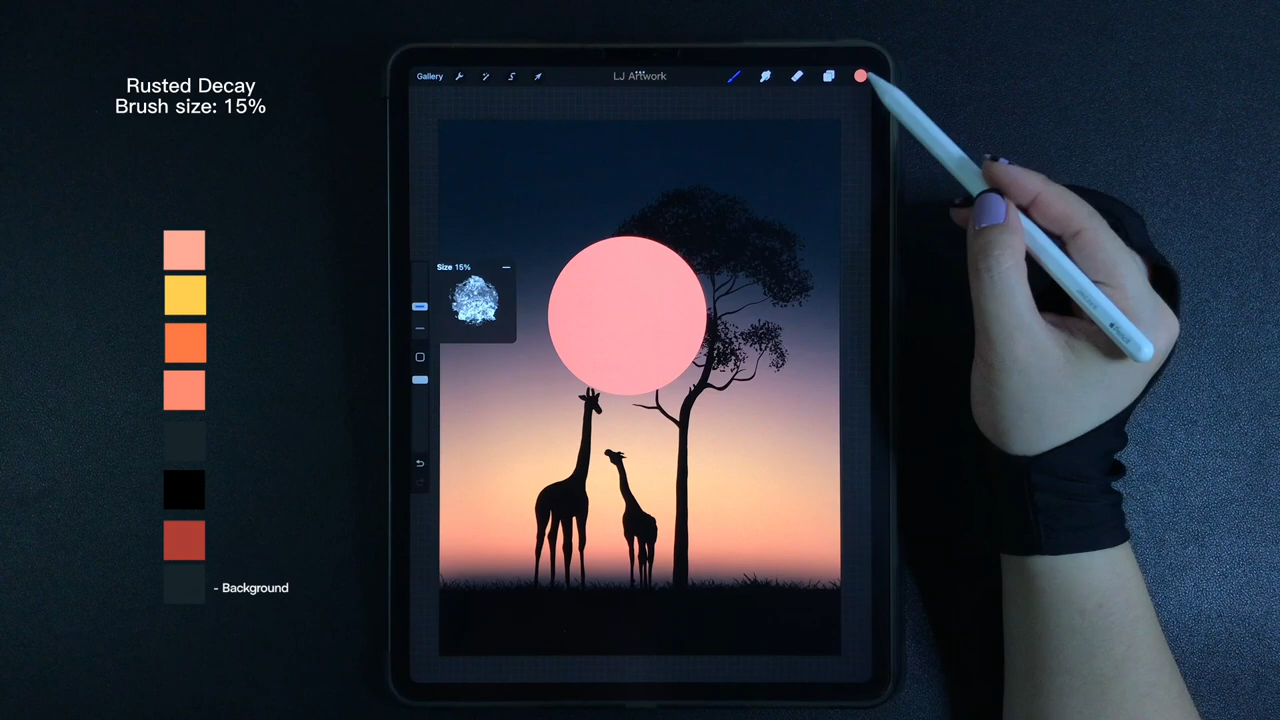 Rusted Decay
Brush size: 15%
Gallery
LJ Artwork
Size 15%
- Background